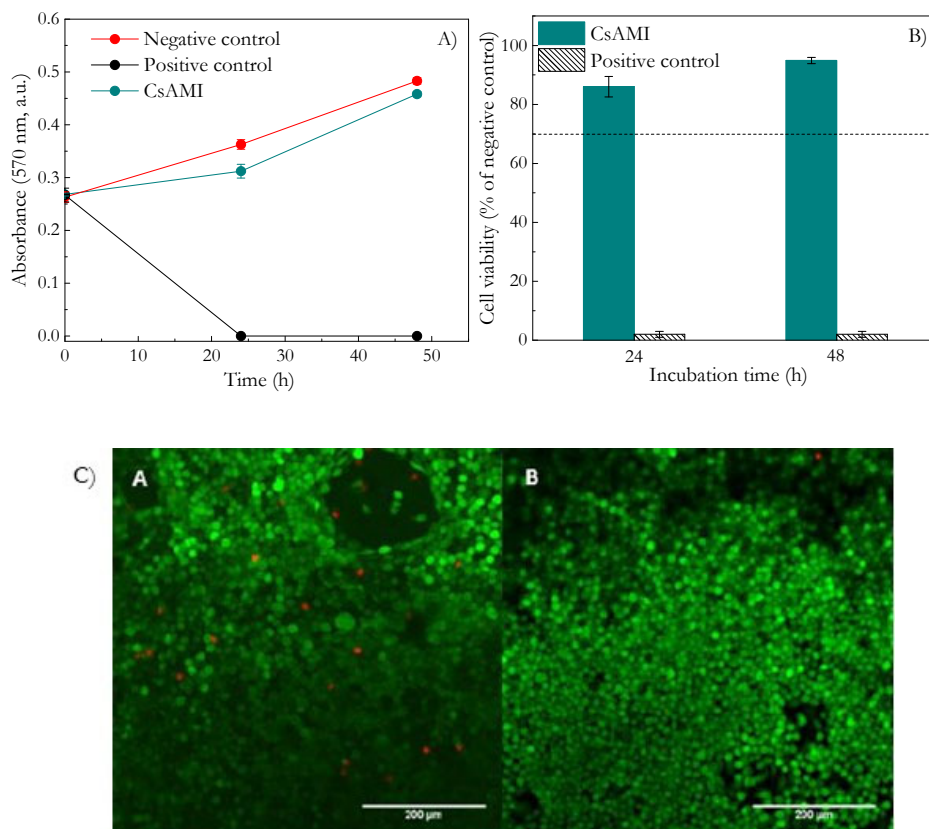 Negative control
Positive control
CsAMI
A)
0.6
0.5
0.4
0.3
0.2
0.1
0.0
Absorbance (570 nm, a.u.)
0 10 20 30 40 50
Time (h)
CsAMI
Positive control
B)
100
80
60
40
20
0
Cell viability (% of negative control)
24 48
Incubation time (h)
C)
A
B
200 µm
200 µm